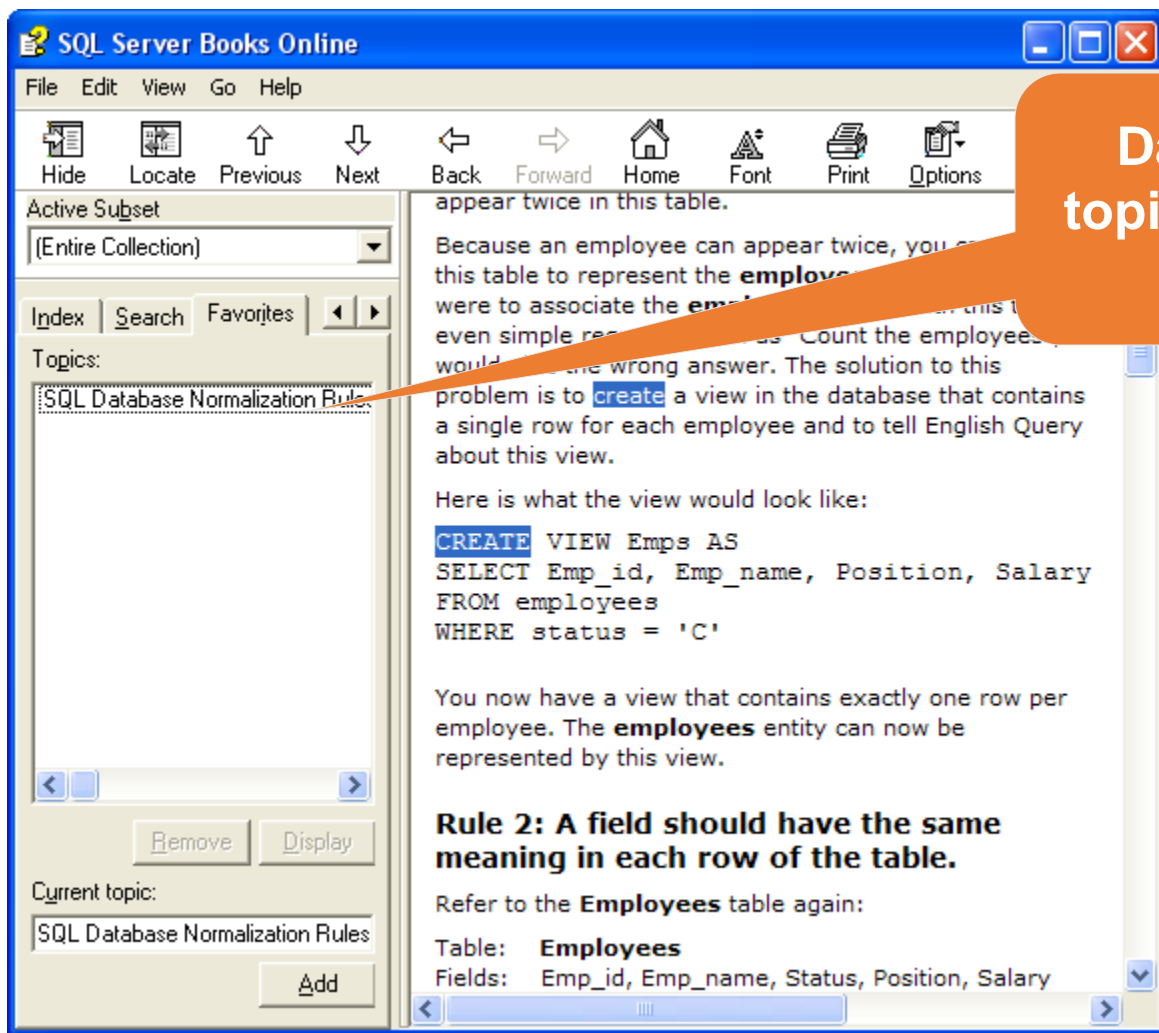 SQL Server Books Online
File Edit View Go Help
Hide Locate Previous Next Back Forward Home Font Print Options
Active Subset
(Entire Collection)
Index Search Favorites
Topics:
SQL Database Normalization Rules
Remove Display
Current topic:
SQL Database Normalization Rules
Add
appear twice in this table.
Because an employee can appear twice, you
this table to represent the
were to associate the
even simple Count the employees
would the wrong answer. The solution to this
problem is to create a view in the database that contains
a single row for each employee and to tell English Query
about this view.
Here is what the view would look like:
CREATE VIEW Emps AS
SELECT Emp_id, Emp_name, Position, Salary
FROM employees
WHERE status = 'C'
You now have a view that contains exactly one row per
employee. The employees entity can now be
represented by this view.
Rule 2: A field should have the same
meaning in each row of the table.
Refer to the Employees table again:
Table: Employees
Fields: Emp_id, Emp_name, Status, Position, Salary
Da
topi